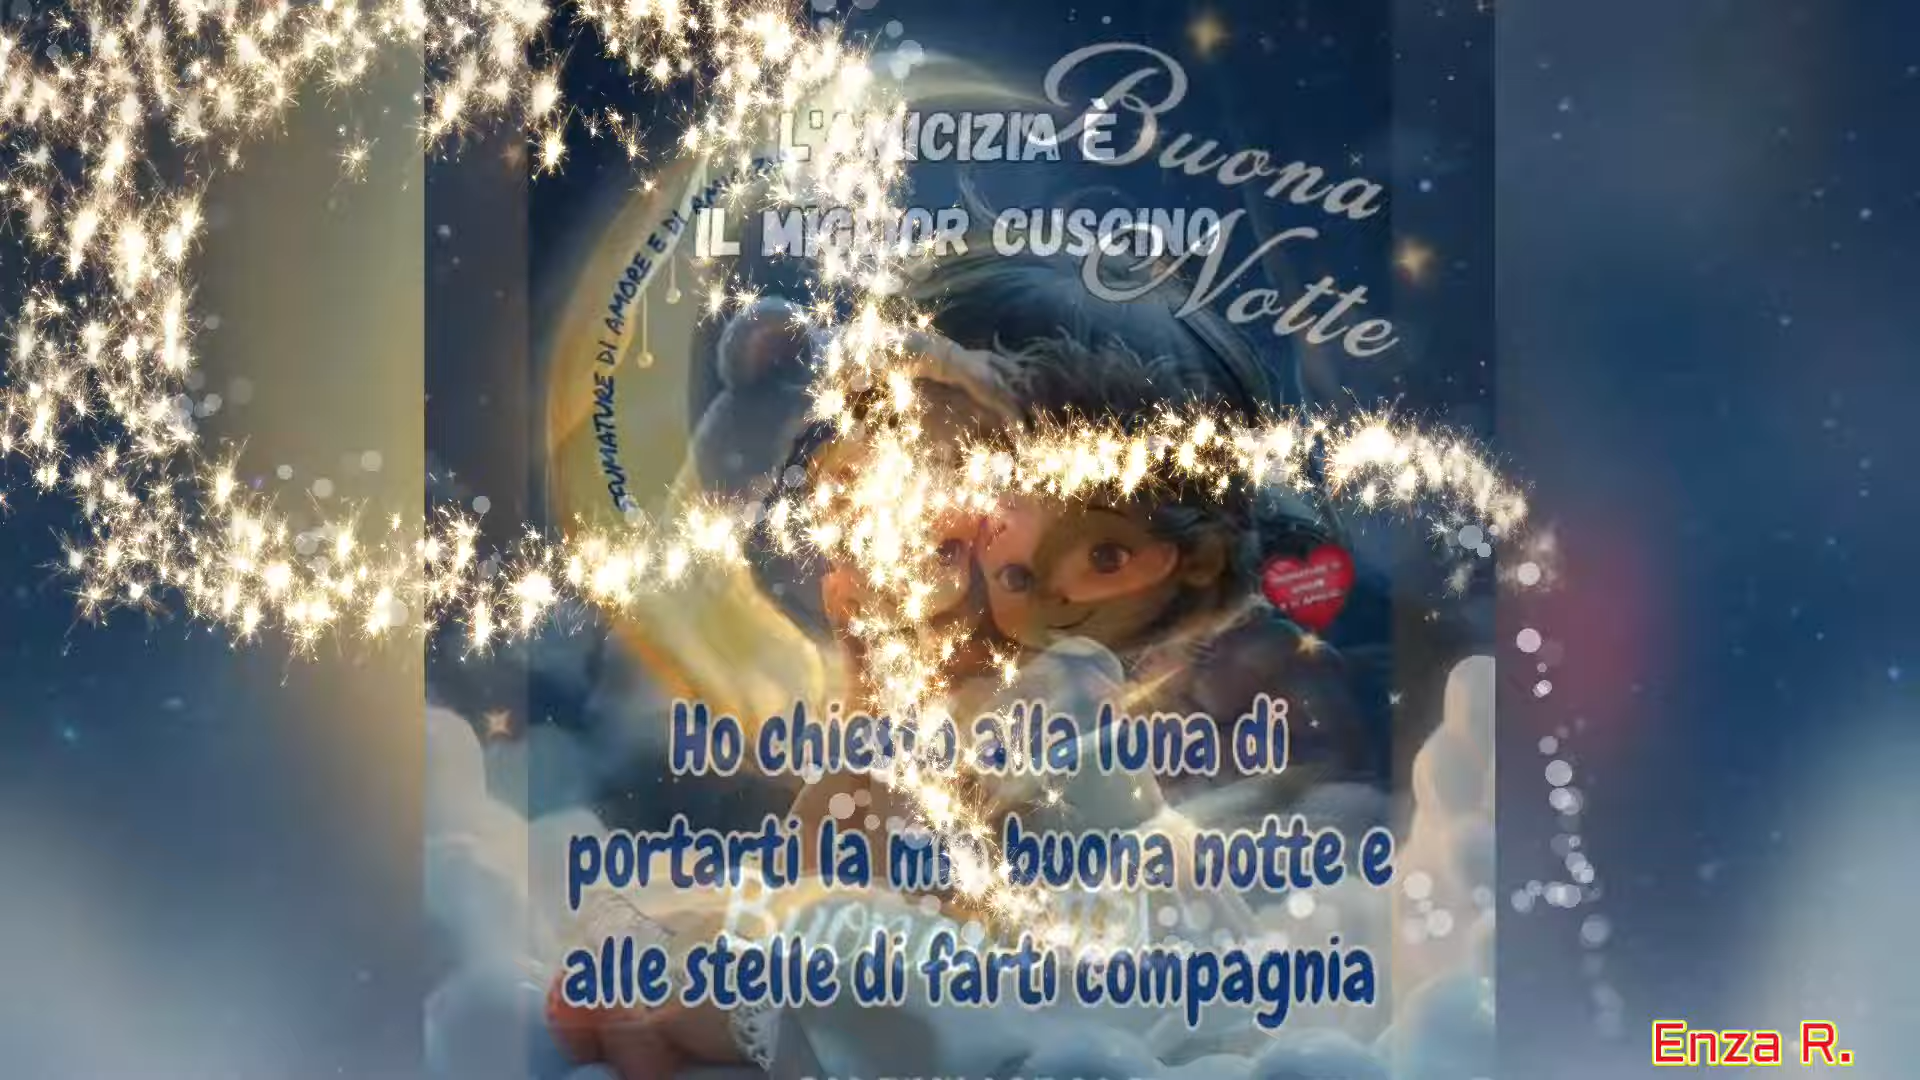 L'AMICIZIA È
IL MIGLIOR CUSCINO
Buona
Notte
SFUMATURE DI AMORE E DI
Ho chiesto alla luna di
portarti la mia buona notte e
alle stelle di farti compagnia
Buona
Enza R.